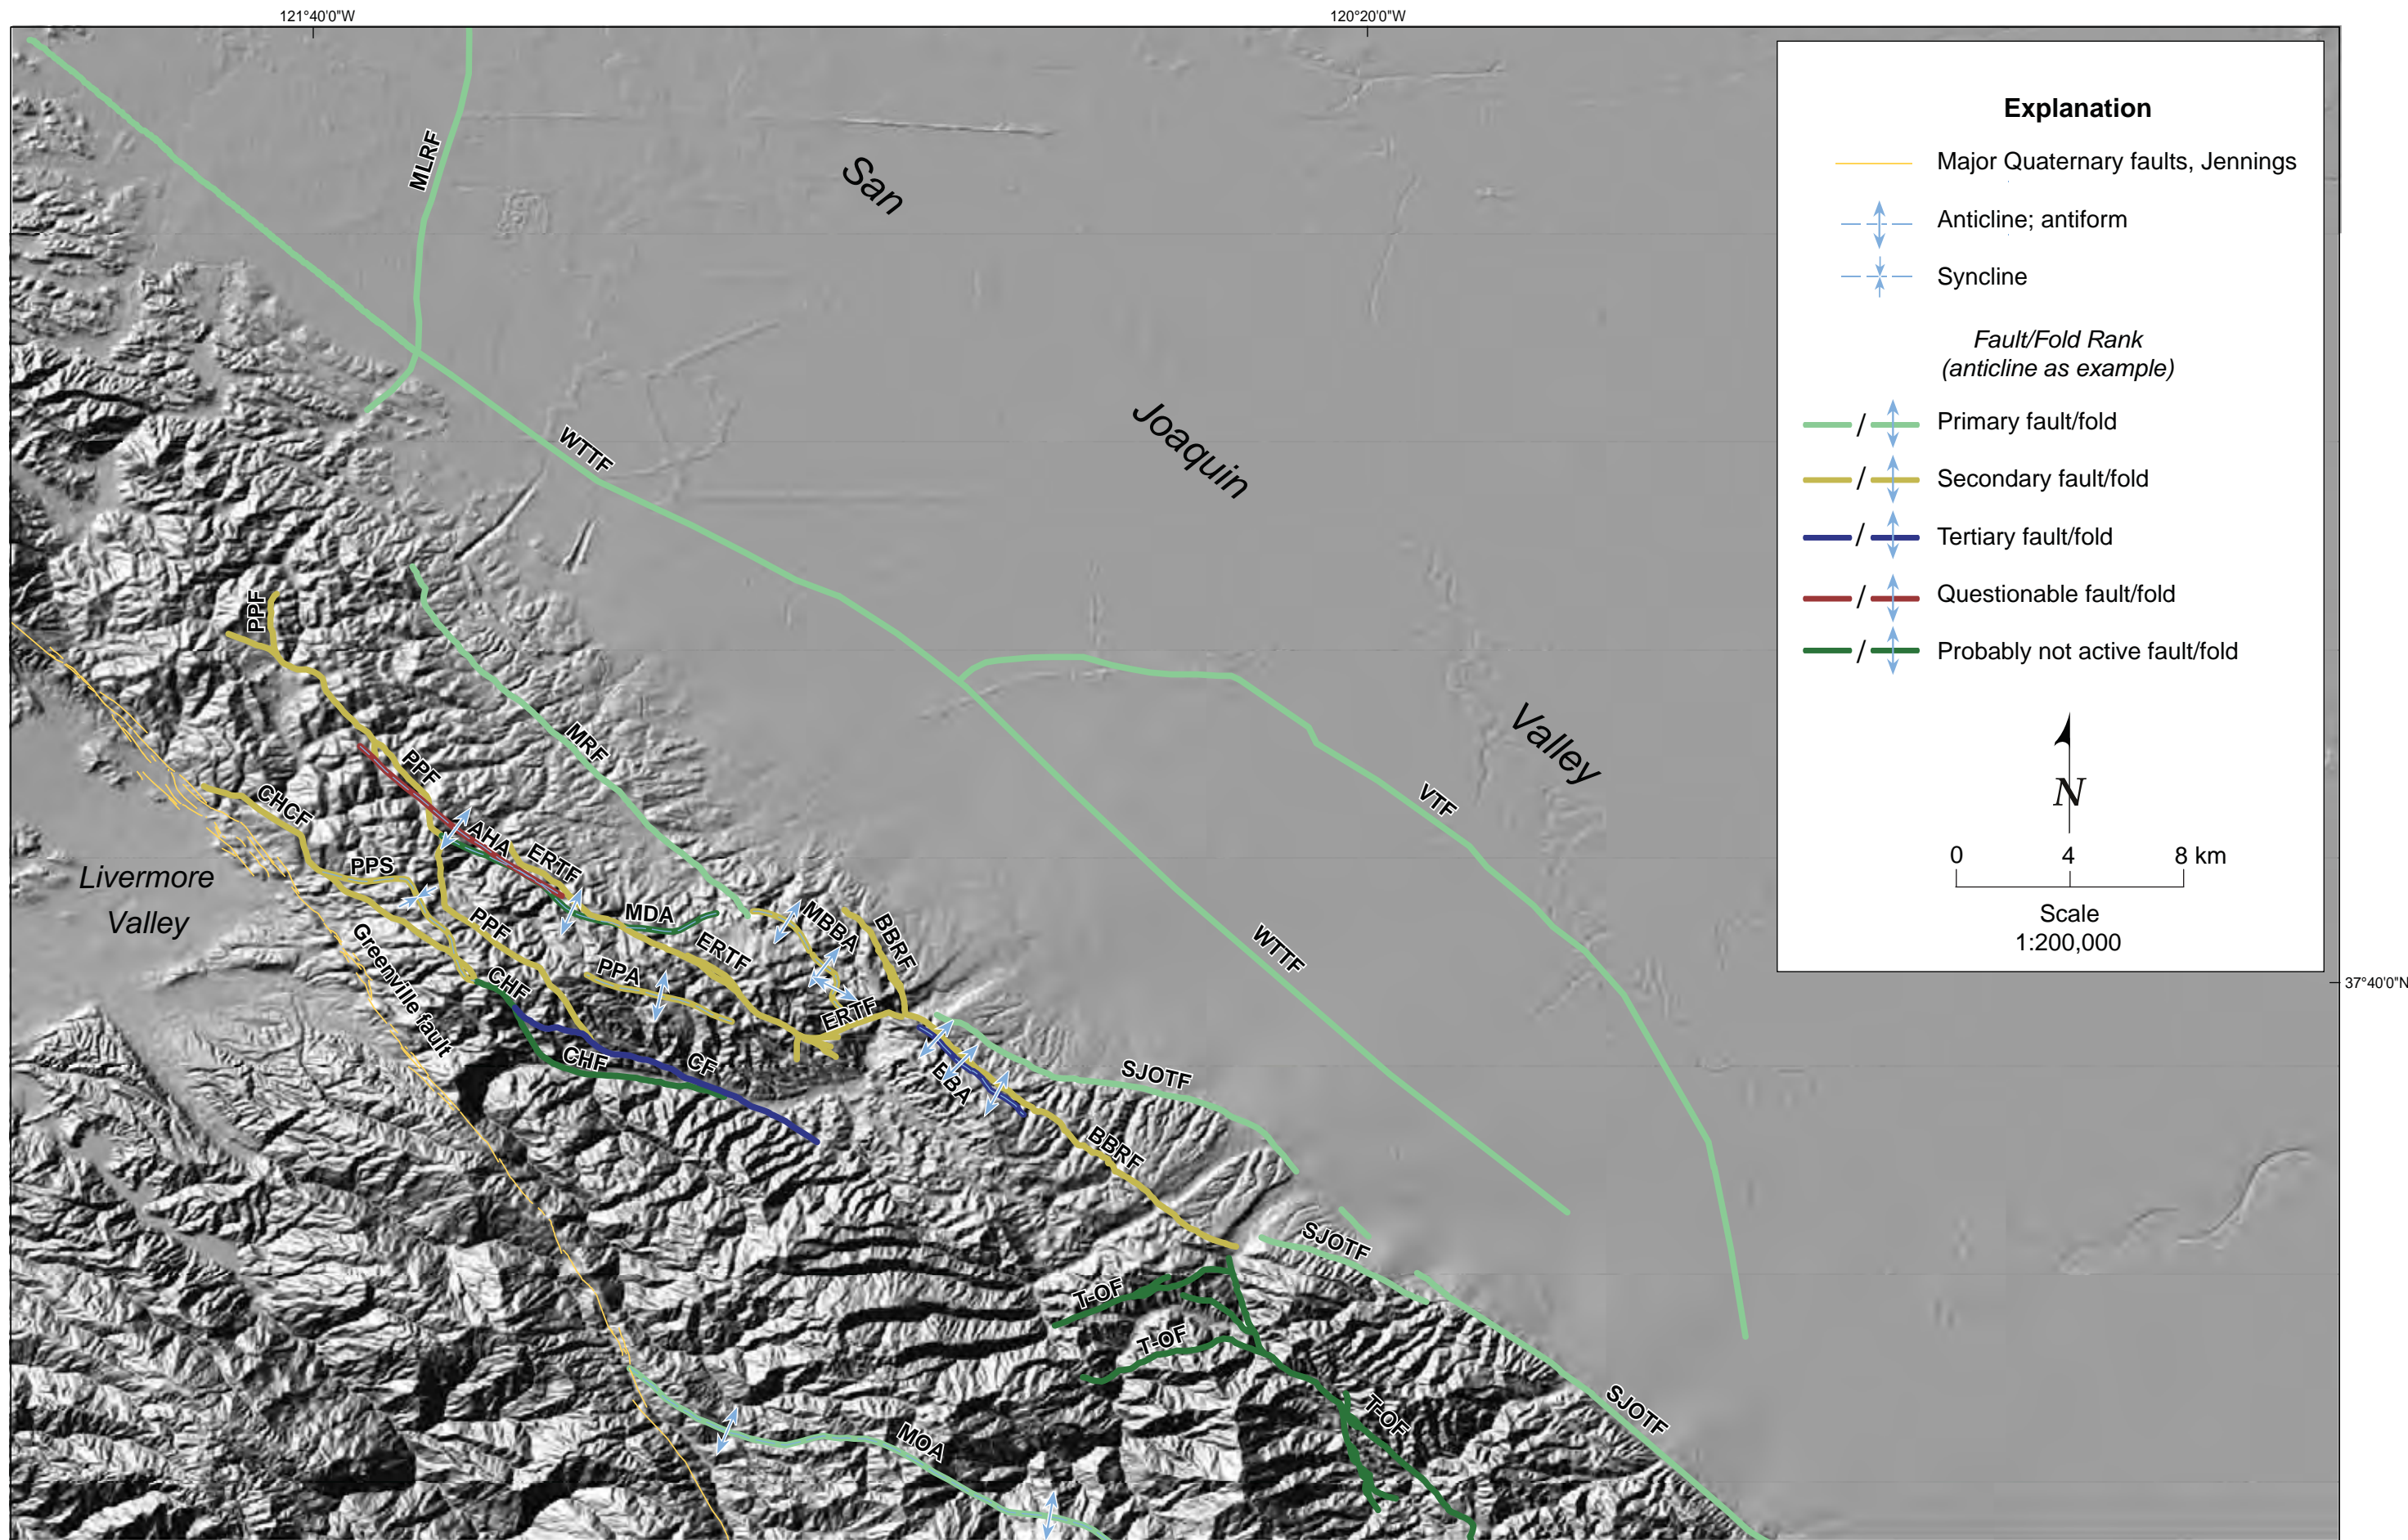 121°40'0"W
120°20'0"W
MLRF
San
Joaquin
Valley
WTTF
PPF
MRF
PPF
CHCF
AHA
ERTF
PPS
VTF
Livermore
Valley
MDA
MBBA
BBRF
PPF
ERTF
WTTF
PPA
CHF
Greenville fault
ERTF
CHF
CF
BBA
SJOTF
BBRF
SJOTF
T-OF
T-OF
T-OF
SJOTF
MOA
37°40'0"N
Explanation
Major Quaternary faults, Jennings
Anticline; antiform
Syncline
Fault/Fold Rank
(anticline as example)
/ Primary fault/fold
/ Secondary fault/fold
/ Tertiary fault/fold
/ Questionable fault/fold
/ Probably not active fault/fold
N
0 4 8 km
Scale
1:200,000